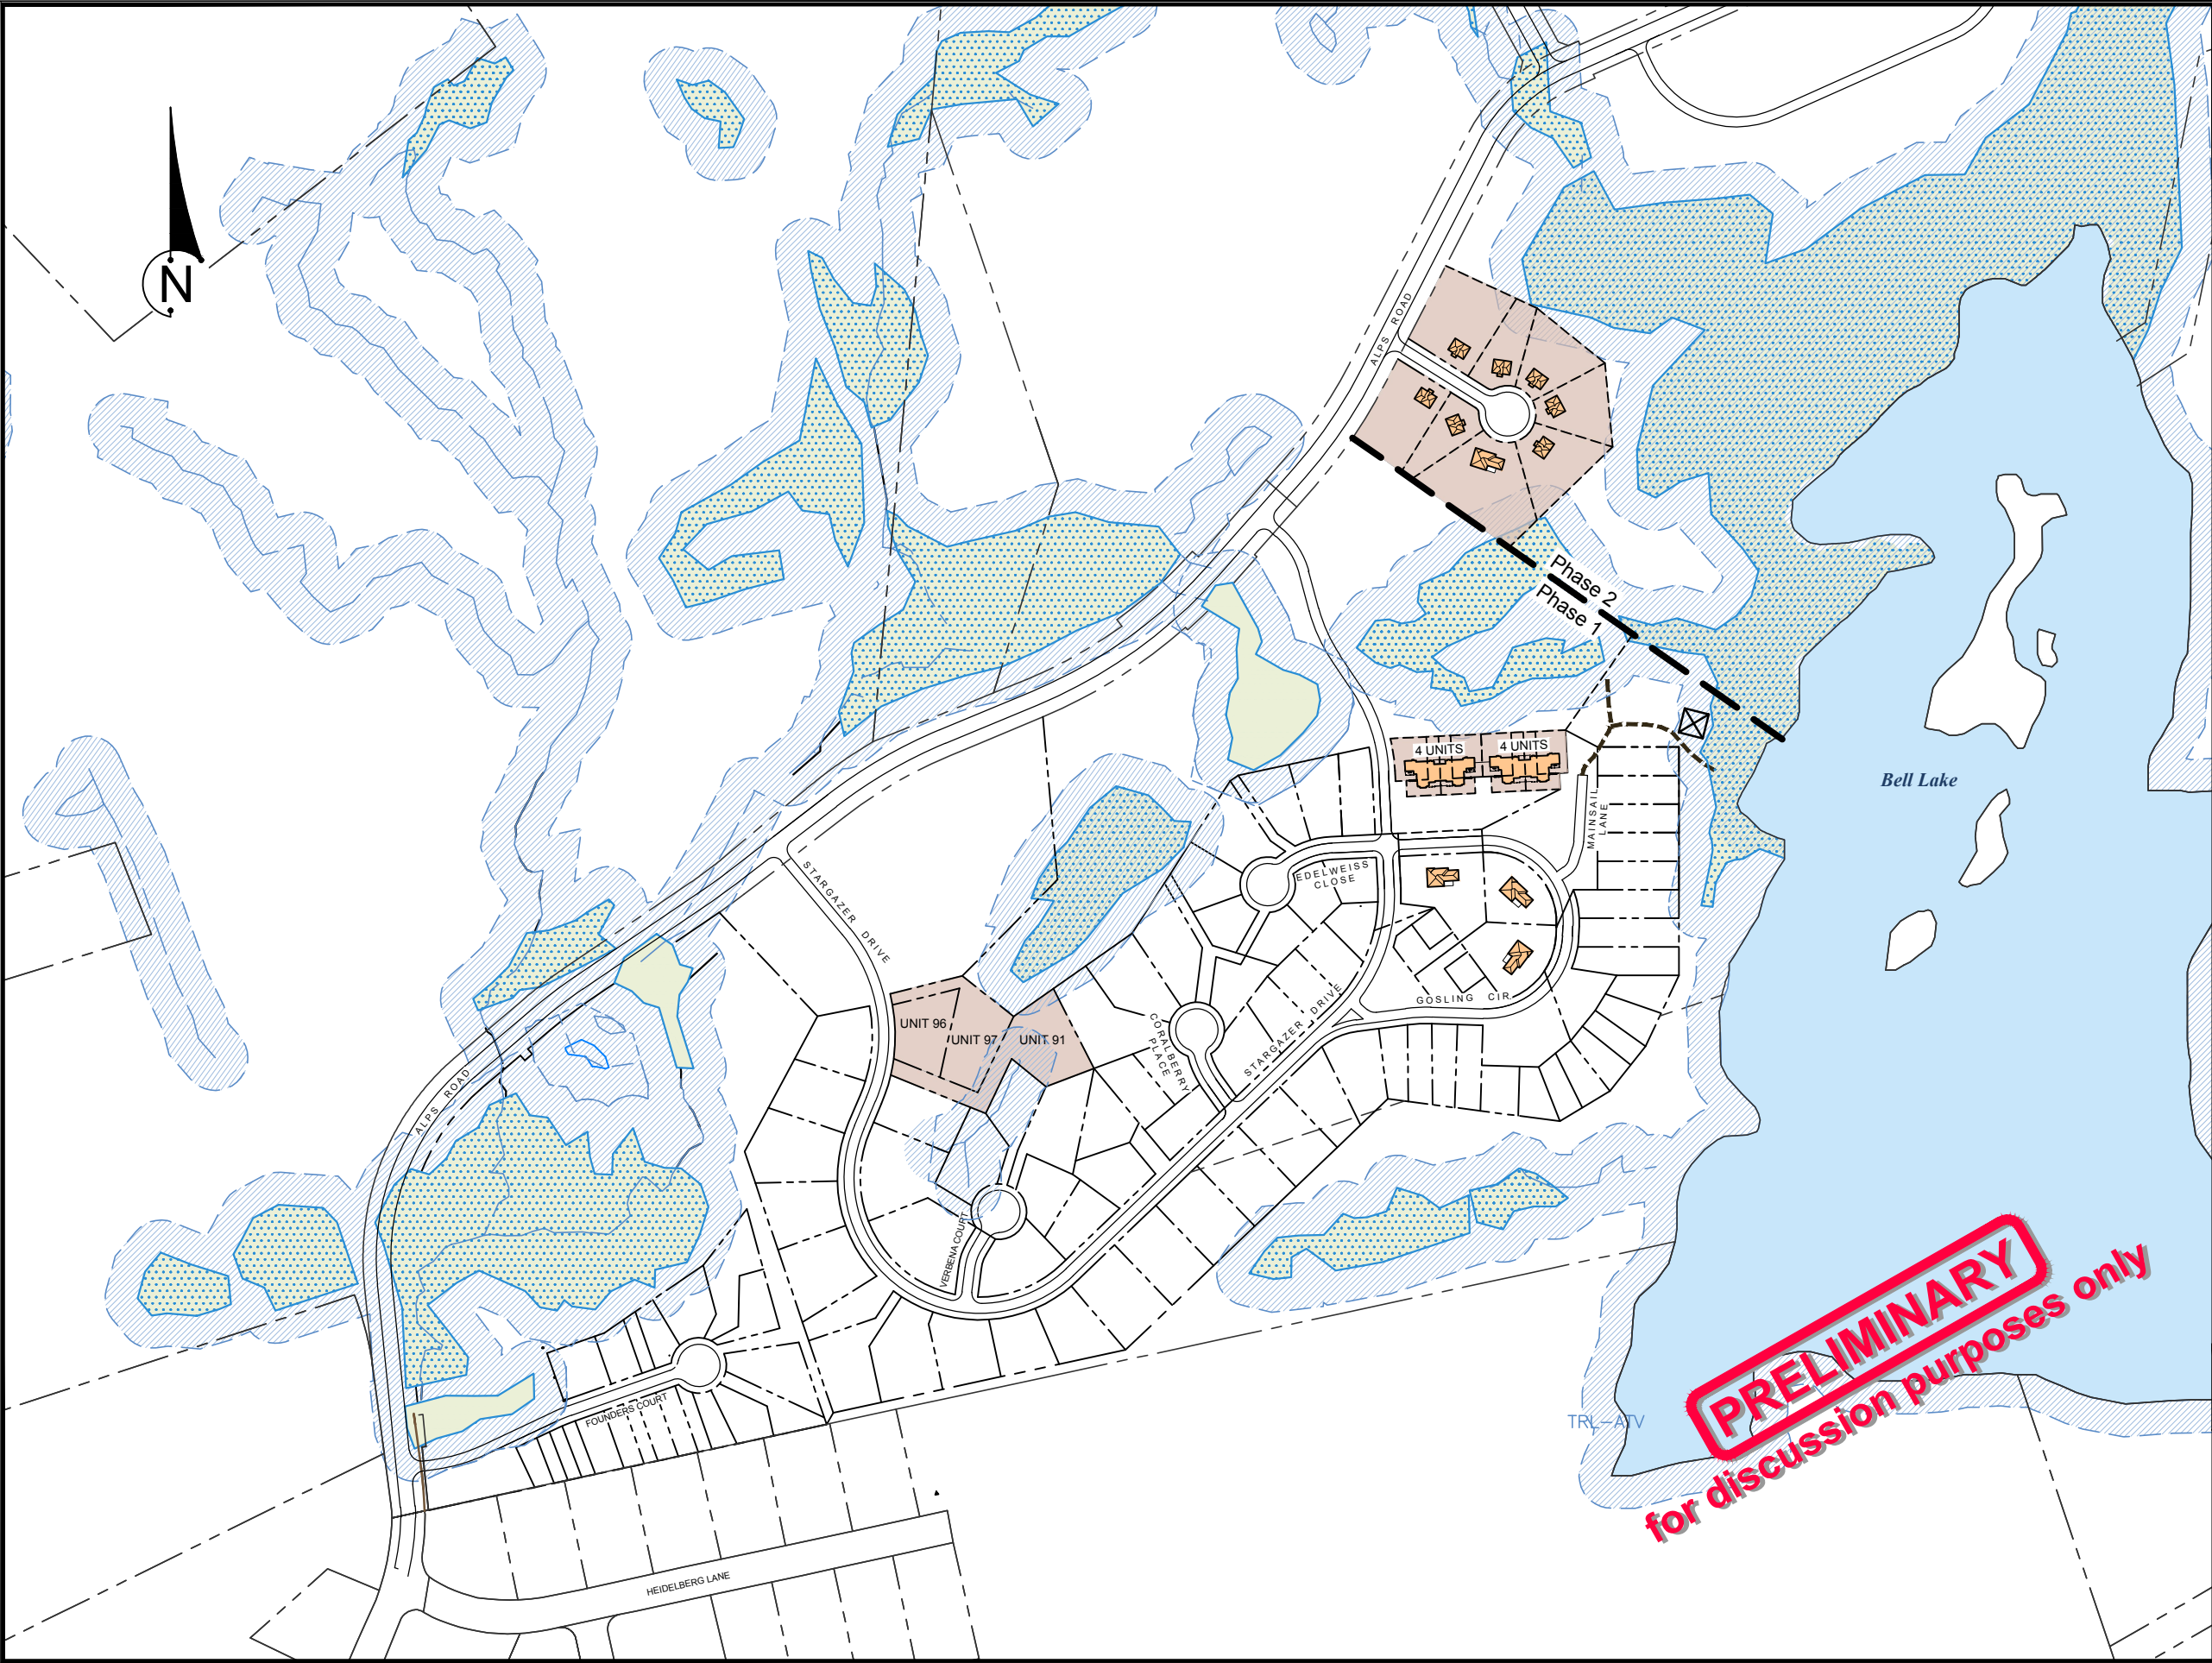 N
ALPS ROAD
Phase 2
Phase 1
4 UNITS
4 UNITS
Bell Lake
MAINSAIL
LANE
STARGAZER DRIVE
EDELWEISS
CLOSE
GOSLING CIR.
UNIT 96
UNIT 97
UNIT 91
CORALBERRY
PLACE
STARGAZER DRIVE
ALPS ROAD
VERBENA COURT
FOUNDERS COURT
TRL-ATV
PRELIMINARY
for discussion purposes only
HEIDELBERG LANE